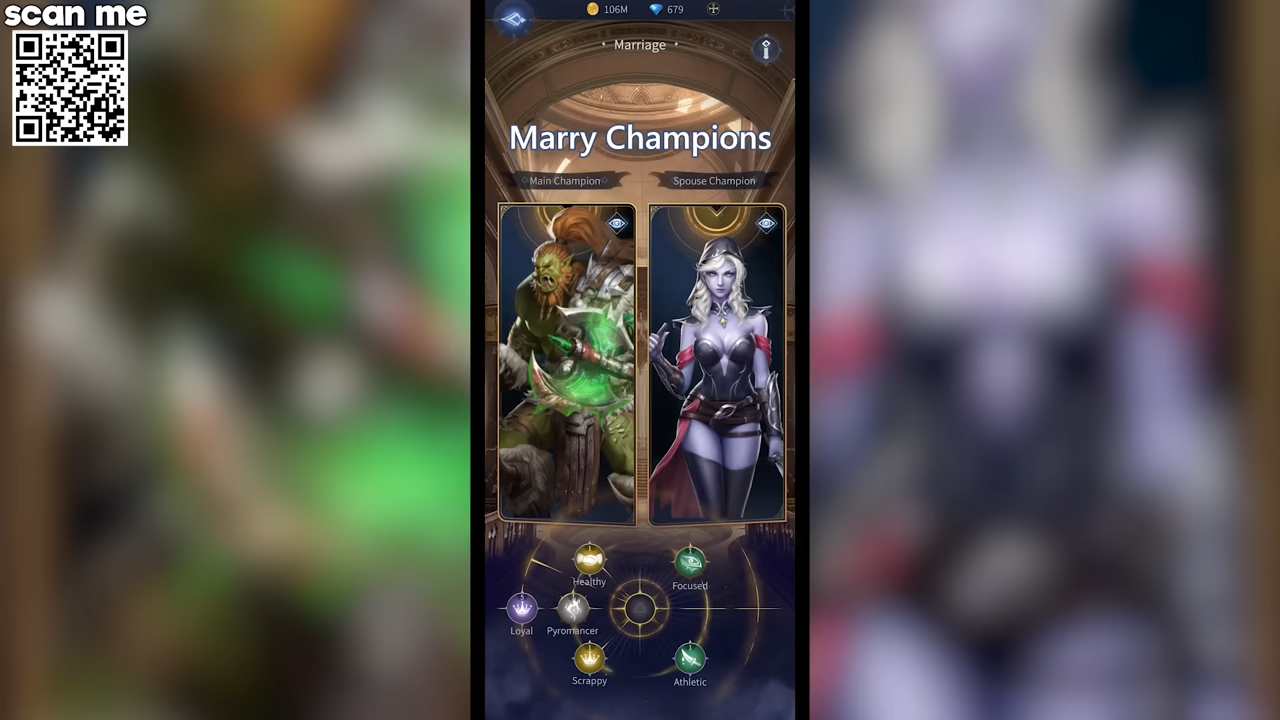 scan me
106M
679
Marriage
Marry Champions
Main Champion
Spouse Champion
Healthy
Focused
Loyal
Pyromancer
Scrappy
Athletic